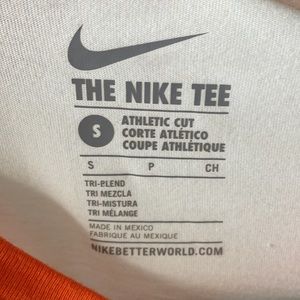 THE NIKE TEE
S
ATHLETIC CUT
CORTE ATLÉTICO
COUPE ATHLÉTIQUE
S P CH
TRI-BLEND
TRI MEZCLA
TRI-MISTURA
TRI MÉLANGE
MADE IN MEXICO
FABRIQUE AU MEXIQUE
NIKEBETTERWORLD.COM